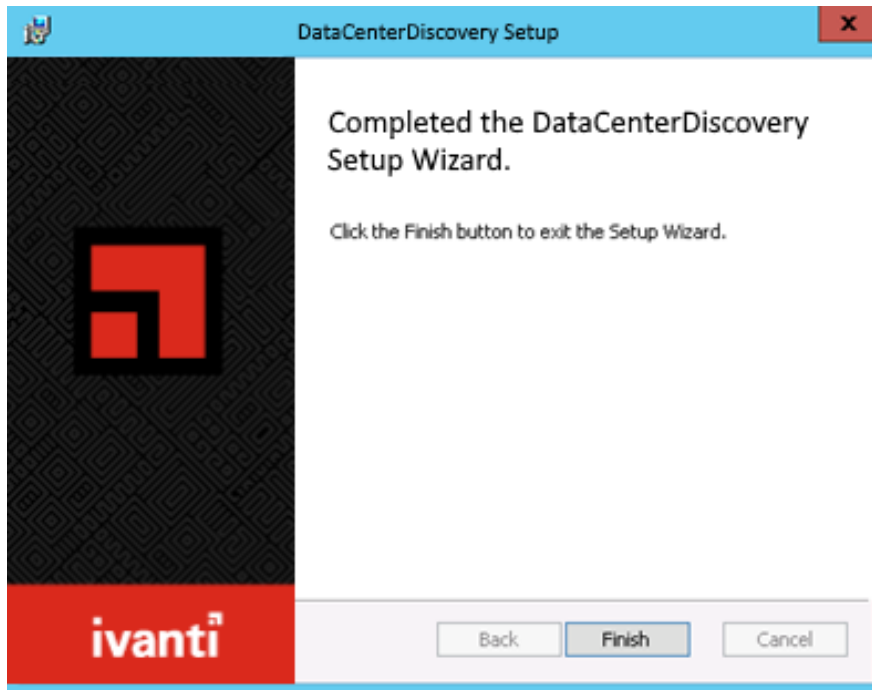 DataCenterDiscovery Setup
x
Completed the DataCenterDiscovery
Setup Wizard.
Click the Finish button to exit the Setup Wizard.
ivanti
Back
Finish
Cancel